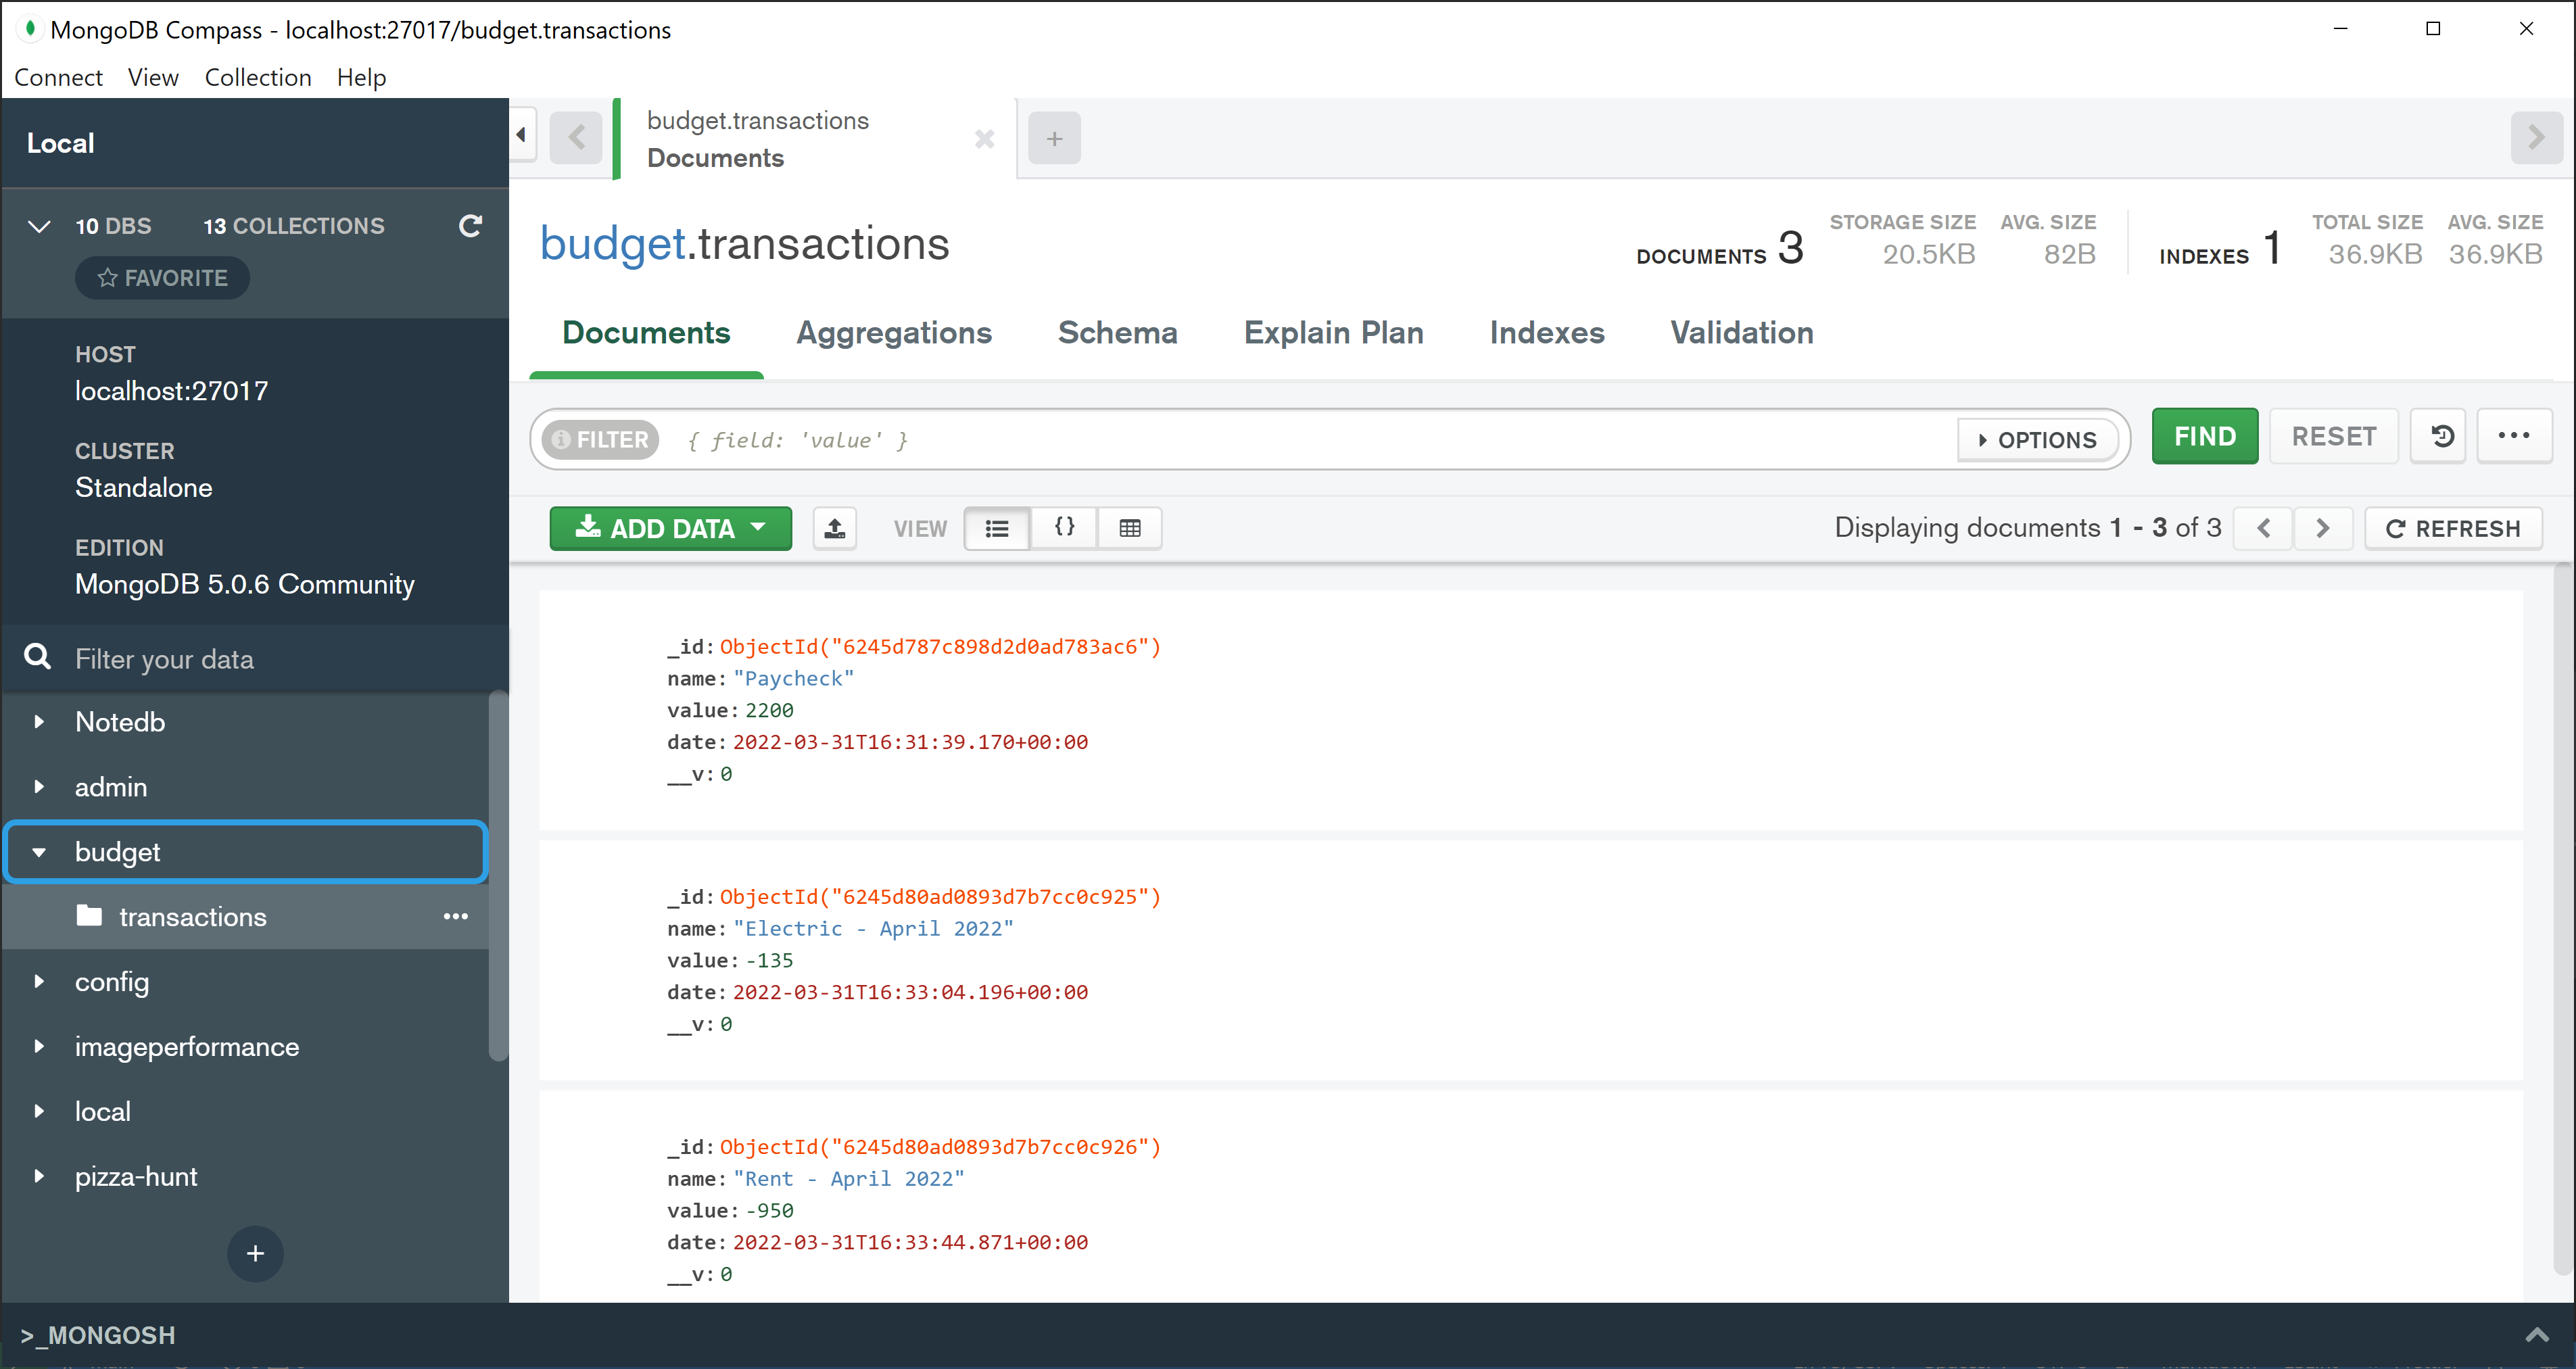 MongoDB Compass - localhost:27017/budget.transactions
Connect View Collection Help
Local
10 DBS 13 COLLECTIONS
FAVORITE
HOST
localhost:27017
CLUSTER
Standalone
EDITION
MongoDB 5.0.6 Community
Filter your data
Notedb
admin
budget
transactions
config
imageperformance
local
pizza-hunt
+
budget.transactions
Documents
+
budget.transactions
DOCUMENTS 3
STORAGE SIZE
20.5KB
AVG. SIZE
82B
INDEXES 1
TOTAL SIZE
36.9KB
AVG. SIZE
36.9KB
Documents Aggregations Schema Explain Plan Indexes Validation
FILTER { field: 'value' } OPTIONS FIND RESET
ADD DATA VIEW {} Displaying documents 1 - 3 of 3 REFRESH
_id: ObjectId("6245d787c898d2d0ad783ac6")
name: "Paycheck"
value: 2200
date: 2022-03-31T16:31:39.170+00:00
__v: 0
_id: ObjectId("6245d80ad0893d7b7cc0c925")
name: "Electric - April 2022"
value: -135
date: 2022-03-31T16:33:04.196+00:00
__v: 0
_id: ObjectId("6245d80ad0893d7b7cc0c926")
name: "Rent - April 2022"
value: -950
date: 2022-03-31T16:33:44.871+00:00
__v: 0
>_MONGOSH